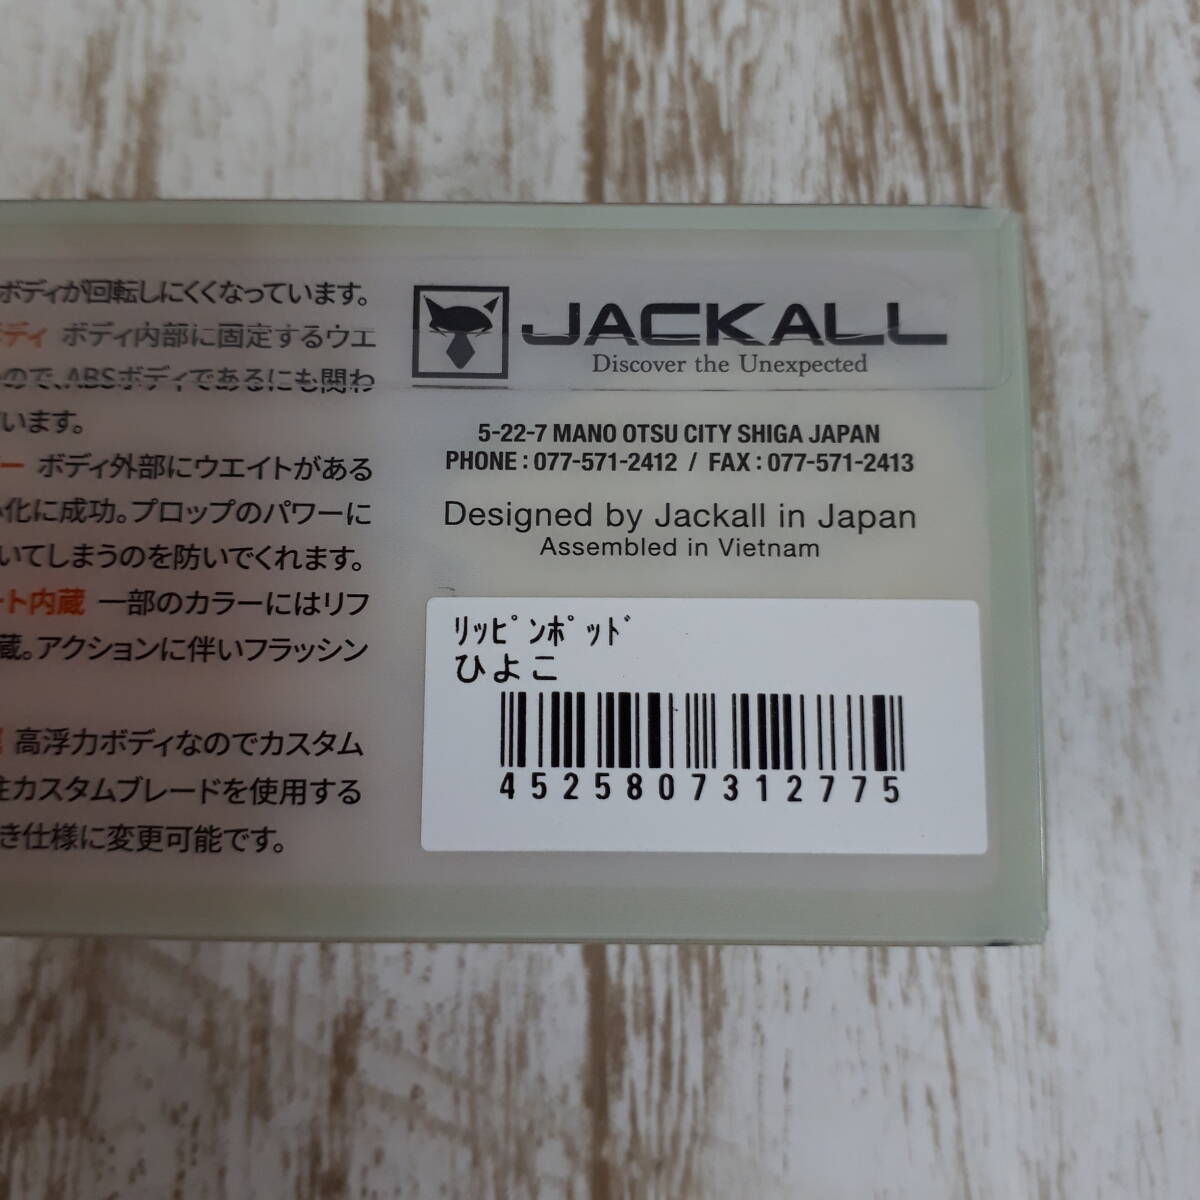 ボディが回転しにくくなっています。
ボディ ボディ内部に固定するウエ
ので、ABSボディであるにも関わ
います。
ー ボディ外部にウエイトがある
化に成功。プロップのパワーに
いてしまうのを防いでくれます。
ート内蔵 一部のカラーにはリフ
蔵。アクションに伴いフラッシン
高浮力ボディなのでカスタム
カスタムブレードを使用する
き仕様に変更可能です。
JACKALL
Discover the Unexpected
5-22-7 MANO OTSU CITY SHIGA JAPAN
PHONE : 077-571-2412 / FAX : 077-571-2413
Designed by Jackall in Japan
Assembled in Vietnam
ﾘｯﾋﾟﾝﾎﾟｯﾄﾞ
ひよこ
4525807312775